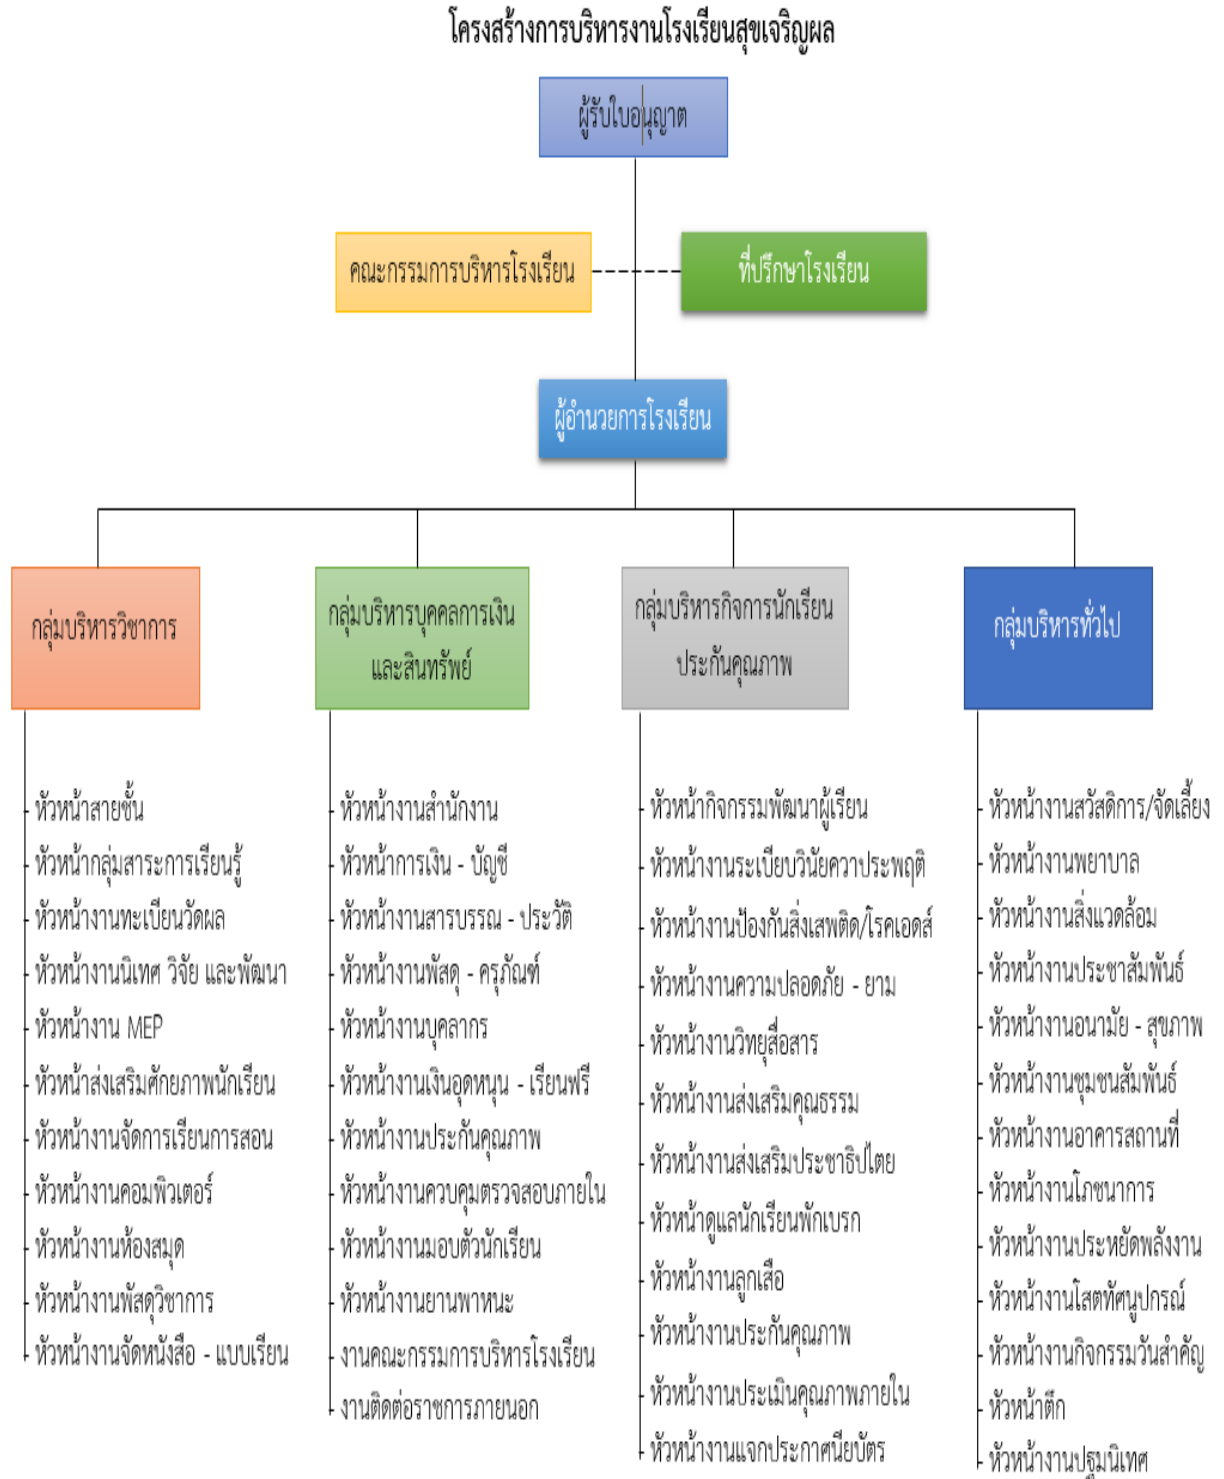 โครงสร้างการบริหารงานโรงเรียนสุขเจริญผล
ผู้รับใบอนุญาต
คณะกรรมการบริหารโรงเรียน
ที่ปรึกษาโรงเรียน
ผู้อำนวยการโรงเรียน
กลุ่มบริหารวิชาการ
- หัวหน้าสายชั้น
- หัวหน้ากลุ่มสาระการเรียนรู้
- หัวหน้างานทะเบียนวัดผล
- หัวหน้างานนิเทศ วิจัย และพัฒนา
- หัวหน้างาน MEP
- หัวหน้าส่งเสริมศักยภาพนักเรียน
- หัวหน้างานจัดการเรียนการสอน
- หัวหน้างานคอมพิวเตอร์
- หัวหน้างานห้องสมุด
- หัวหน้างานพัสดุวิชาการ
- หัวหน้างานจัดหนังสือ - แบบเรียน
กลุ่มบริหารบุคคลการเงิน
และสินทรัพย์
- หัวหน้างานสำนักงาน
- หัวหน้าการเงิน - บัญชี
- หัวหน้างานสารบรรณ - ประวัติ
- หัวหน้างานพัสดุ - ครุภัณฑ์
- หัวหน้างานบุคลากร
- หัวหน้างานเงินอุดหนุน - เรียนฟรี
- หัวหน้างานประกันคุณภาพ
- หัวหน้างานควบคุมตรวจสอบภายใน
- หัวหน้างานมอบตัวนักเรียน
- หัวหน้างานยานพาหนะ
- งานคณะกรรมการบริหารโรงเรียน
- งานติดต่อราชการภายนอก
กลุ่มบริหารกิจการนักเรียน
ประกันคุณภาพ
- หัวหน้ากิจกรรมพัฒนาผู้เรียน
- หัวหน้างานระเบียบวินัยควาประพฤติ
- หัวหน้างานป้องกันสิ่งเสพติด/โรคเอดส์
- หัวหน้างานความปลอดภัย - ยาม
- หัวหน้างานวิทยุสื่อสาร
- หัวหน้างานส่งเสริมคุณธรรม
- หัวหน้างานส่งเสริมประชาธิปไตย
- หัวหน้าดูแลนักเรียนพักเบรก
- หัวหน้างานลูกเสือ
- หัวหน้างานประกันคุณภาพ
- หัวหน้างานประเมินคุณภาพภายใน
- หัวหน้างานแจกประกาศนียบัตร
กลุ่มบริหารทั่วไป
- หัวหน้างานสวัสดิการ/จัดเลี้ยง
- หัวหน้างานพยาบาล
- หัวหน้างานสิ่งแวดล้อม
- หัวหน้างานประชาสัมพันธ์
- หัวหน้างานอนามัย - สุขภาพ
- หัวหน้างานชุมชนสัมพันธ์
- หัวหน้างานอาคารสถานที่
- หัวหน้างานโภชนาการ
- หัวหน้างานประหยัดพลังงาน
- หัวหน้างานโสตทัศนูปกรณ์
- หัวหน้างานกิจกรรมวันสำคัญ
- หัวหน้าตึก
- หัวหน้างานปฐมนิเทศ